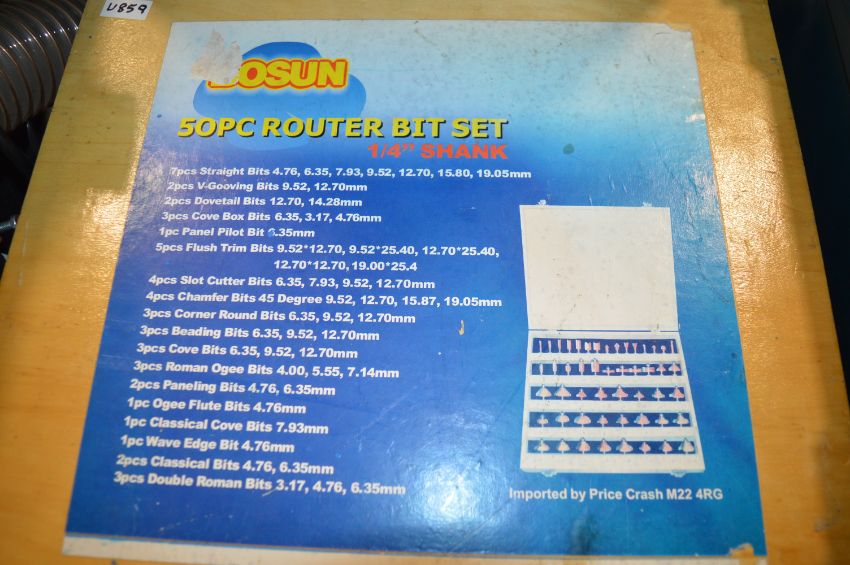 U859
BOSUN
50PC ROUTER BIT SET
1/4" SHANK
7pcs Straight Bits 4.76, 6.35, 7.93, 9.52, 12.70, 15.80, 19.05mm
2pcs V-Gooving Bits 9.52, 12.70mm
2pcs Dovetail Bits 12.70, 14.28mm
3pcs Cove Box Bits 6.35, 3.17, 4.76mm
1pc Panel Pilot Bit 6.35mm
5pcs Flush Trim Bits 9.52*12.70, 9.52*25.40, 12.70*25.40,
12.70*12.70, 19.00*25.4
4pcs Slot Cutter Bits 6.35, 7.93, 9.52, 12.70mm
4pcs Chamfer Bits 45 Degree 9.52, 12.70, 15.87, 19.05mm
3pcs Corner Round Bits 6.35, 9.52, 12.70mm
3pcs Beading Bits 6.35, 9.52, 12.70mm
3pcs Cove Bits 6.35, 9.52, 12.70mm
3pcs Roman Ogee Bits 4.00, 5.55, 7.14mm
2pcs Paneling Bits 4.76, 6.35mm
1pc Ogee Flute Bits 4.76mm
1pc Classical Cove Bits 7.93mm
1pc Wave Edge Bit 4.76mm
2pcs Classical Bits 4.76, 6.35mm
3pcs Double Roman Bits 3.17, 4.76, 6.35mm
Imported by Price Crash M22 4RG